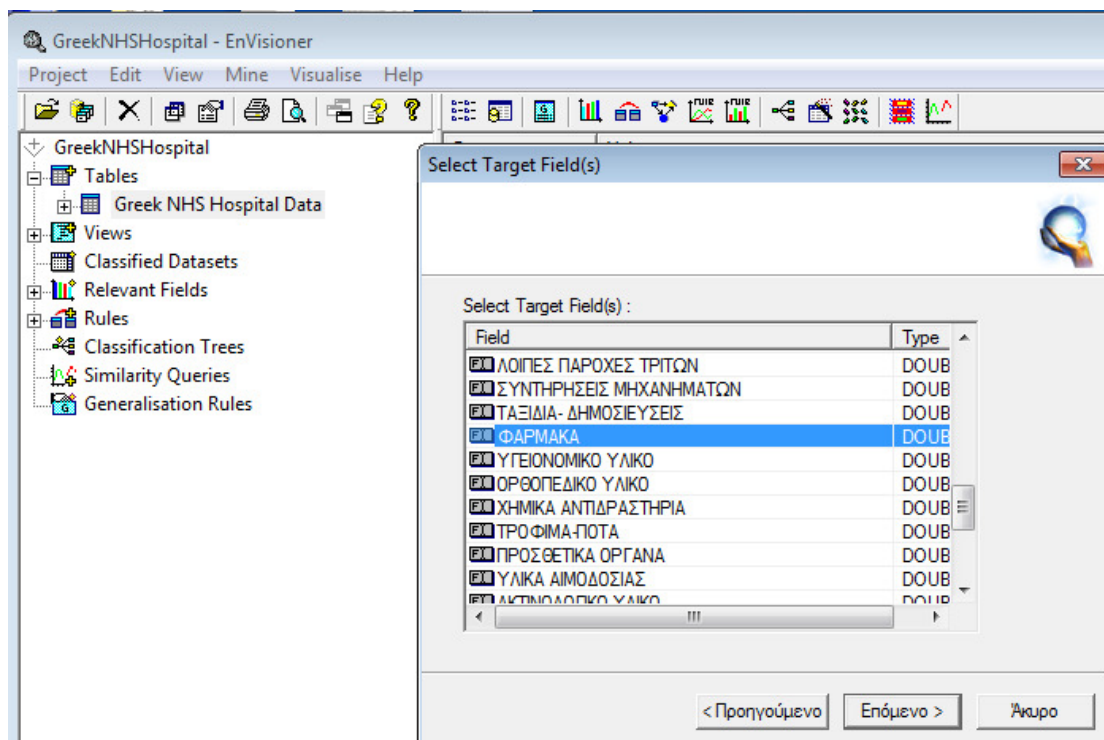 GreekNHSHospital - EnVisioner
Project Edit View Mine Visualise Help
GreekNHSHospital
Tables
Greek NHS Hospital Data
Views
Classified Datasets
Relevant Fields
Rules
Classification Trees
Similarity Queries
Generalisation Rules
Select Target Field(s)
Select Target Field(s) :
Field Type
ΛΟΙΠΕΣ ΠΑΡΟΧΕΣ ΤΡΙΤΩΝ DOUB
ΣΥΝΤΗΡΗΣΕΙΣ ΜΗΧΑΝΗΜΑΤΩΝ DOUB
ΤΑΞΙΔΙΑ- ΔΗΜΟΣΙΕΥΣΕΙΣ DOUB
ΦΑΡΜΑΚΑ DOUB
ΥΓΕΙΟΝΟΜΙΚΟ ΥΛΙΚΟ DOUB
ΟΡΘΟΠΕΔΙΚΟ ΥΛΙΚΟ DOUB
ΧΗΜΙΚΑ ΑΝΤΙΔΡΑΣΤΗΡΙΑ DOUB
ΤΡΟΦΙΜΑ-ΠΟΤΑ DOUB
ΠΡΟΣΘΕΤΙΚΑ ΟΡΓΑΝΑ DOUB
ΥΛΙΚΑ ΑΙΜΟΔΟΣΙΑΣ DOUB
ΑΚΤΙΝΟΛΟΓΙΚΟ ΥΛΙΚΟ DOUB
< Προηγούμενο Επόμενο > Άκυρο